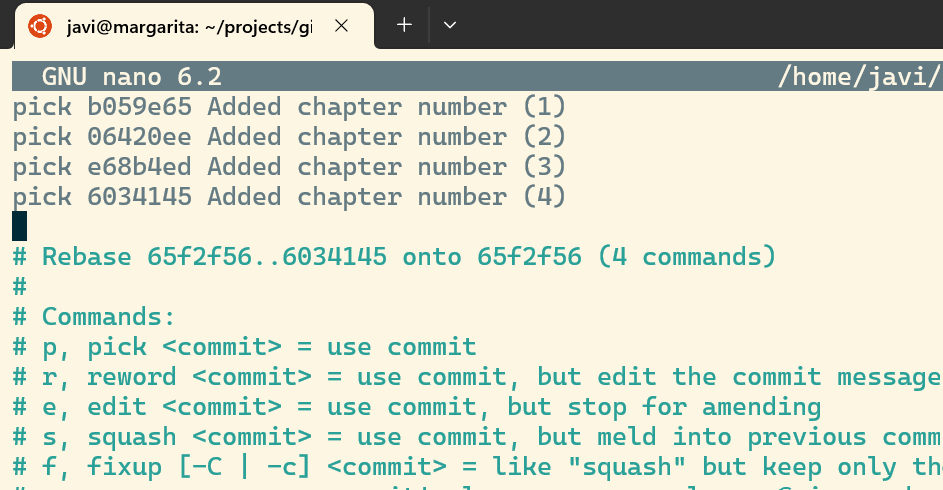 javi@margarita: ~/projects/gi
GNU nano 6.2 /home/javi/
pick b059e65 Added chapter number (1)
pick 06420ee Added chapter number (2)
pick e68b4ed Added chapter number (3)
pick 6034145 Added chapter number (4)
# Rebase 65f2f56..6034145 onto 65f2f56 (4 commands)
#
# Commands:
# p, pick <commit> = use commit
# r, reword <commit> = use commit, but edit the commit message
# e, edit <commit> = use commit, but stop for amending
# s, squash <commit> = use commit, but meld into previous comm
# f, fixup [-C | -c] <commit> = like "squash" but keep only the